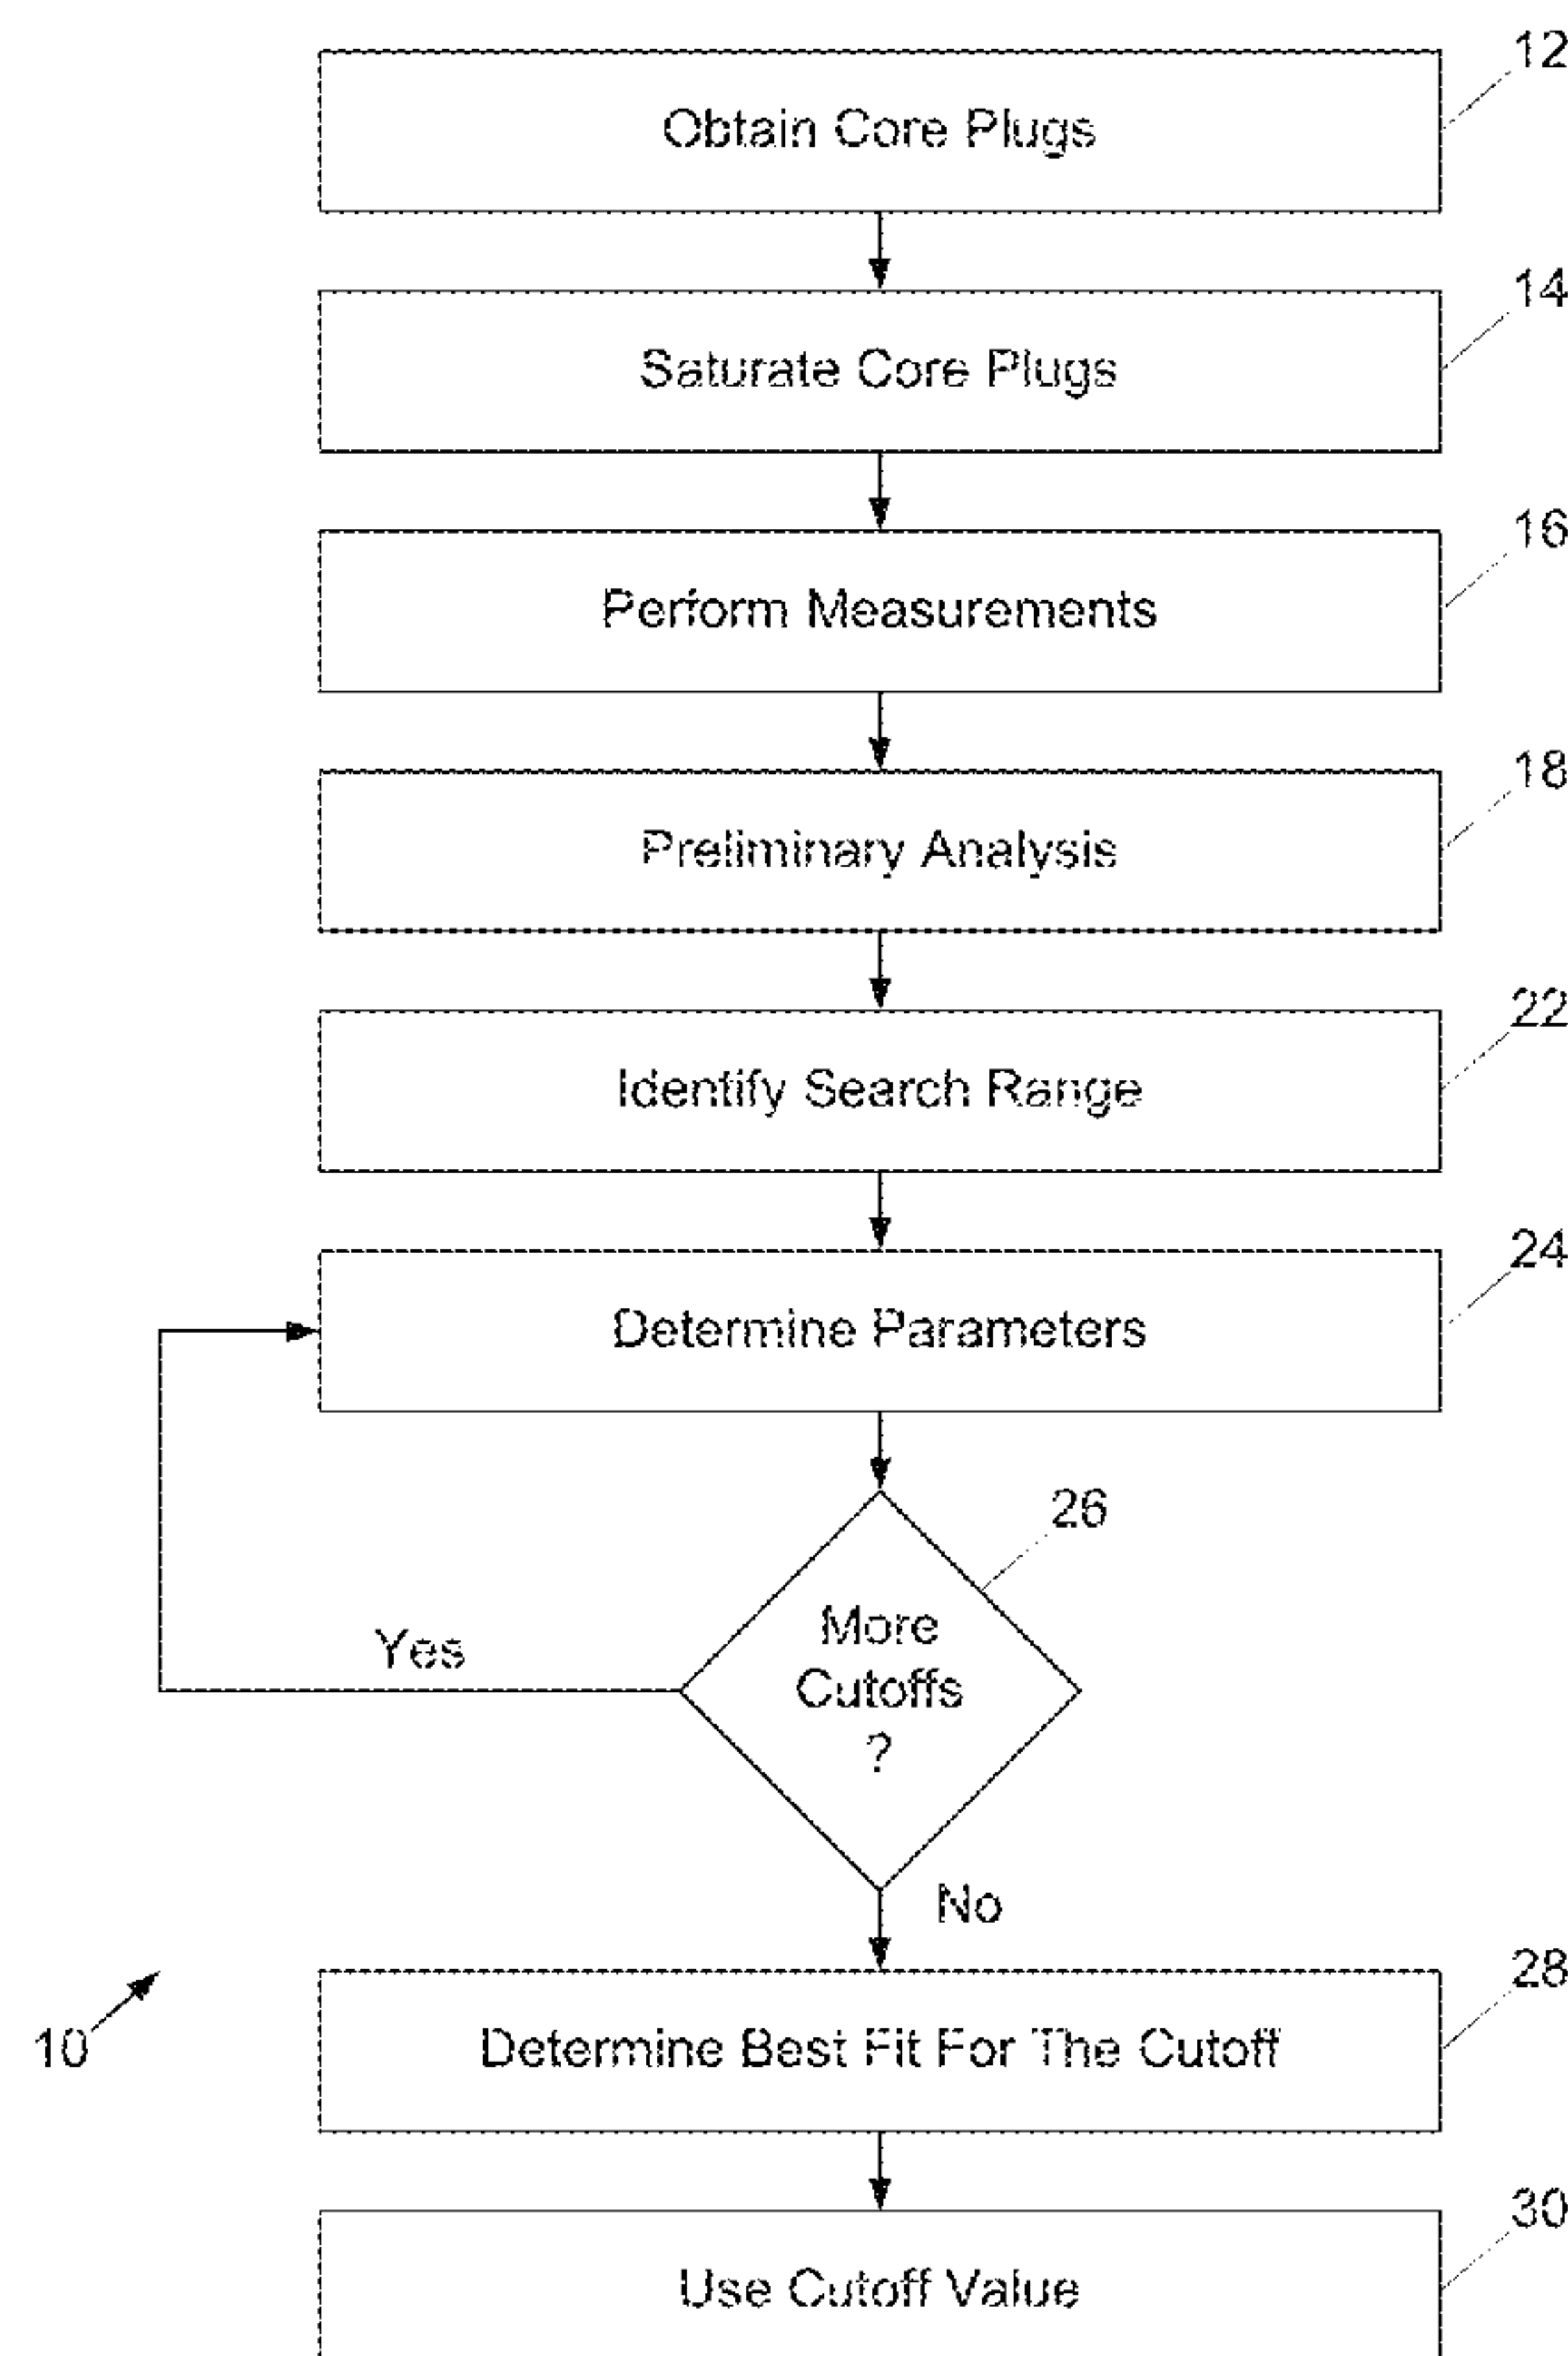 12
Obtain Core Plugs
14
Saturate Core Plugs
16
Perform Measurements
18
Preliminary Analysis
22
Identify Search Range
24
Determine Parameters
26
More
Cutoffs
?
Yes
No
28
Determine Best Fit For The Cutoff
10
30
Use Cutoff Value